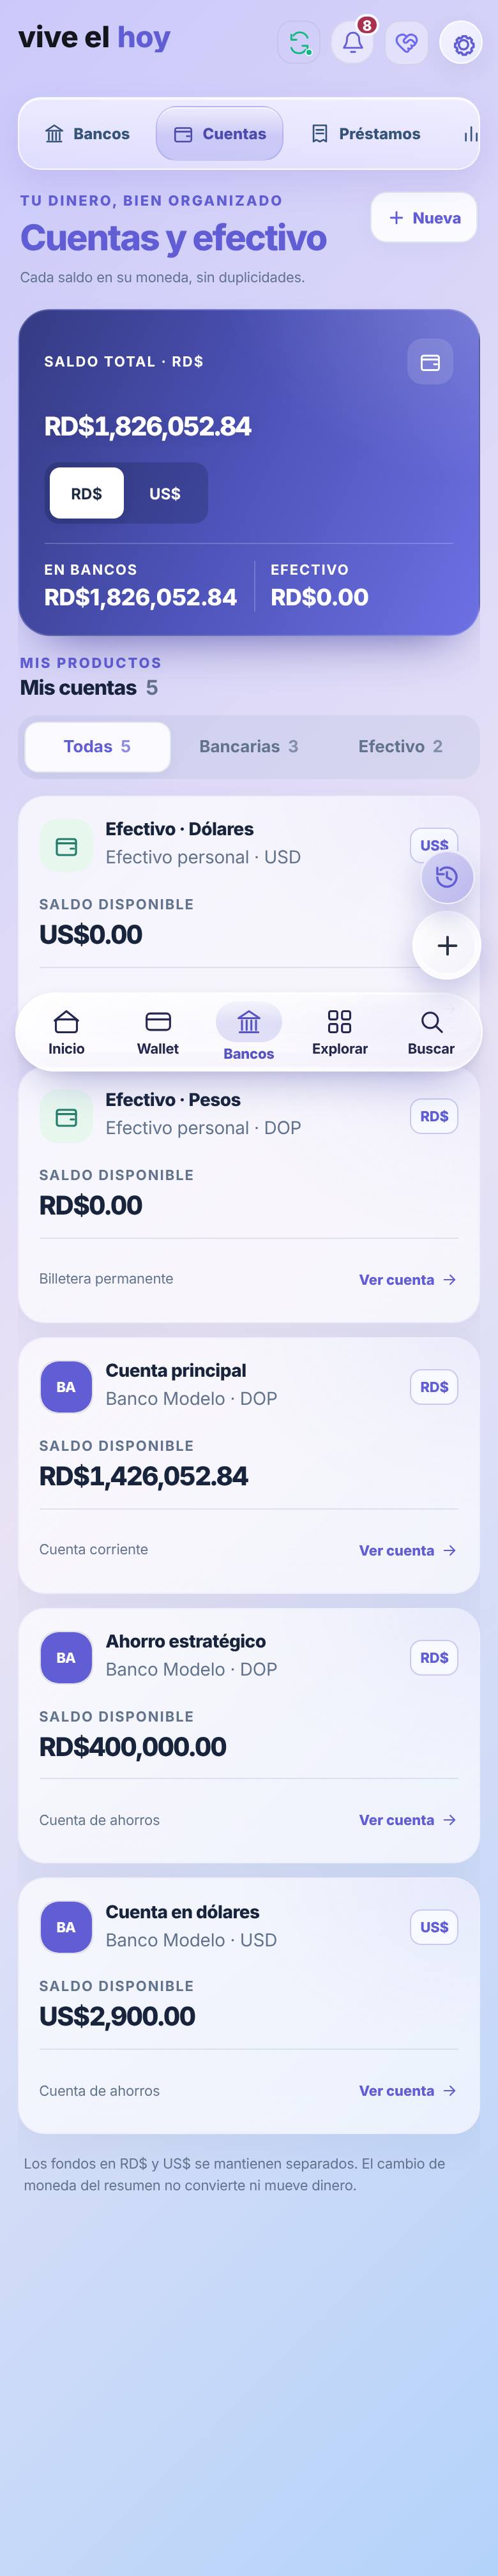 vive el hoy
8
Bancos
Cuentas
Préstamos
TU DINERO, BIEN ORGANIZADO
Cuentas y efectivo
+ Nueva
Cada saldo en su moneda, sin duplicidades.
SALDO TOTAL · RD$
RD$1,826,052.84
RD$ US$
EN BANCOS
RD$1,826,052.84
EFECTIVO
RD$0.00
MIS PRODUCTOS
Mis cuentas 5
Todas 5
Bancarias 3
Efectivo 2
Efectivo · Dólares
Efectivo personal · USD
US$
SALDO DISPONIBLE
US$0.00
Inicio
Wallet
Bancos
Explorar
Buscar
Efectivo · Pesos
Efectivo personal · DOP
RD$
SALDO DISPONIBLE
RD$0.00
Billetera permanente
Ver cuenta →
BA
Cuenta principal
Banco Modelo · DOP
RD$
SALDO DISPONIBLE
RD$1,426,052.84
Cuenta corriente
Ver cuenta →
BA
Ahorro estratégico
Banco Modelo · DOP
RD$
SALDO DISPONIBLE
RD$400,000.00
Cuenta de ahorros
Ver cuenta →
BA
Cuenta en dólares
Banco Modelo · USD
US$
SALDO DISPONIBLE
US$2,900.00
Cuenta de ahorros
Ver cuenta →
Los fondos en RD$ y US$ se mantienen separados. El cambio de
moneda del resumen no convierte ni mueve dinero.